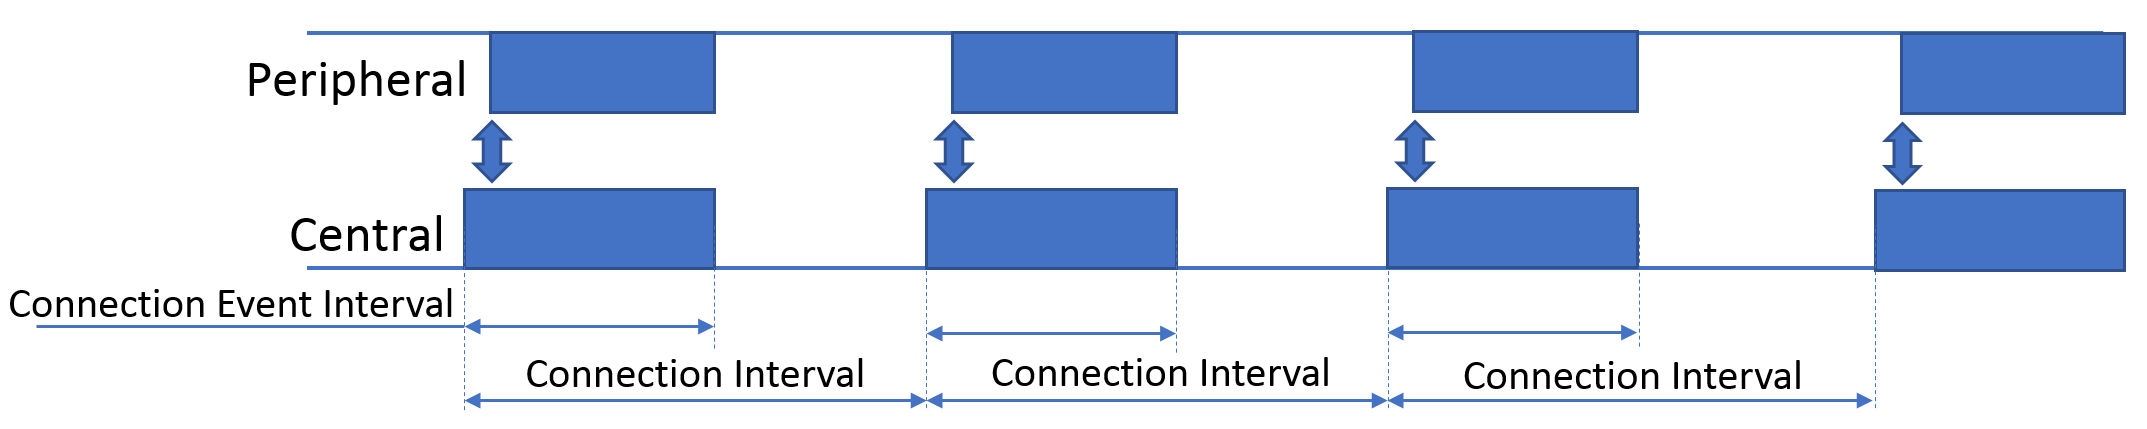 Peripheral
Central
Connection Event Interval
Connection Interval
Connection Interval
Connection Interval